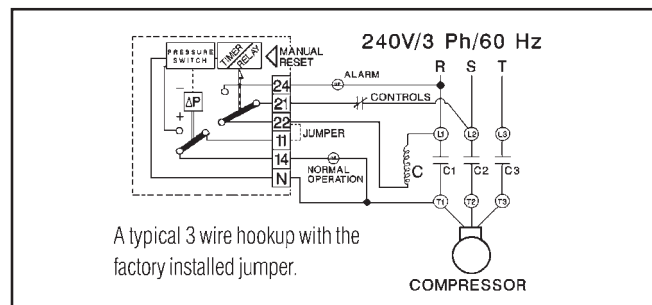 240V/3 Ph/60 Hz
R S T
PRESSURE SWITCH
TIMER RELAY
MANUAL RESET
ΔP
−
+
24
21
22
11
14
N
ALARM
CONTROLS
JUMPER
NORMAL OPERATION
L1 L2 L3
C C1 C2 C3
T1 T2 T3
COMPRESSOR
A typical 3 wire hookup with the
factory installed jumper.